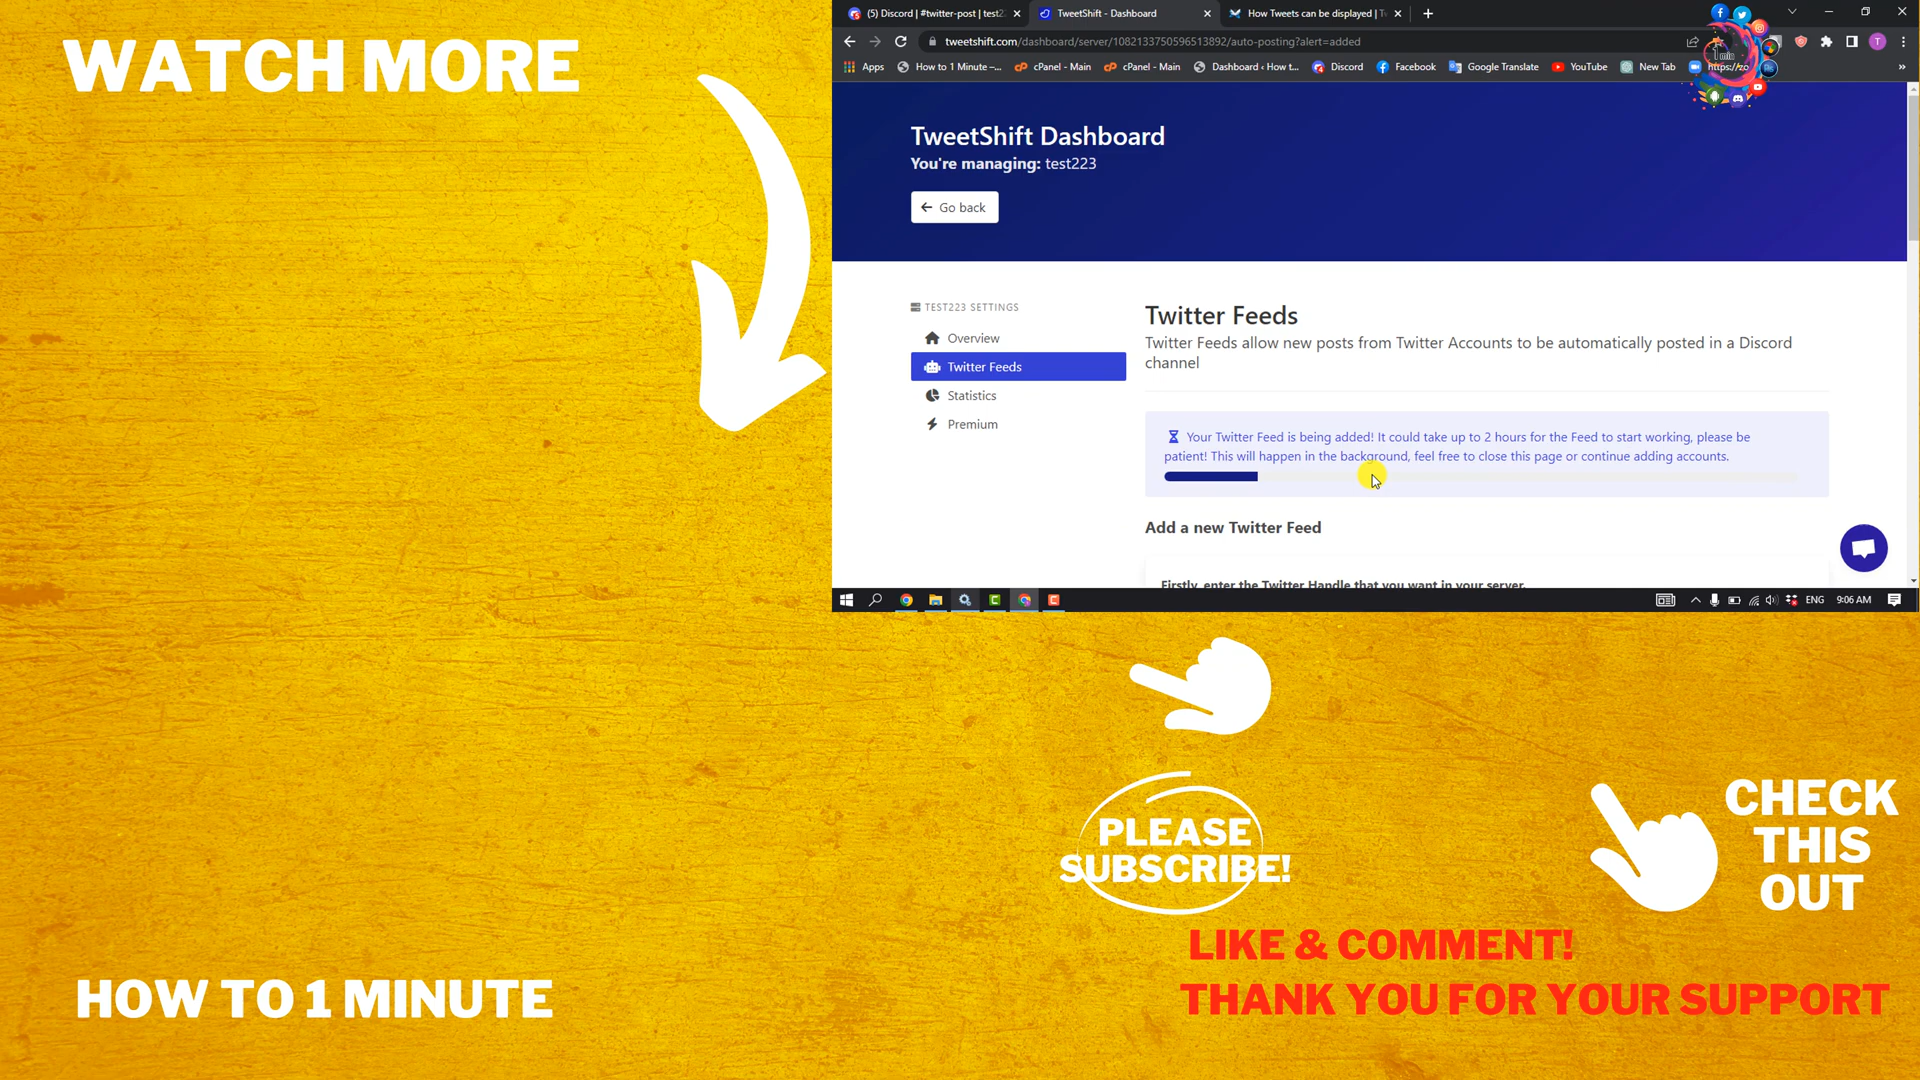 WATCH MORE
(5) Discord | #twitter-post | test2
TweetShift - Dashboard
How Tweets can be displayed | T
tweetshift.com/dashboard/server/1082133750596513892/auto-posting?alert=added
Apps
How to 1 Minute –...
cPanel - Main
cPanel - Main
Dashboard ‹ How t...
Discord
Facebook
Google Translate
YouTube
New Tab
https://zo
1min
T
TweetShift Dashboard
You're managing: test223
Go back
TEST223 SETTINGS
Overview
Twitter Feeds
Statistics
Premium
Twitter Feeds
Twitter Feeds allow new posts from Twitter Accounts to be automatically posted in a Discord
channel
Your Twitter Feed is being added! It could take up to 2 hours for the Feed to start working, please be
patient! This will happen in the background, feel free to close this page or continue adding accounts.
Add a new Twitter Feed
Firstly, enter the Twitter Handle that you want in your server.
ENG
9:06 AM
PLEASE
SUBSCRIBE!
CHECK
THIS
OUT
LIKE & COMMENT!
THANK YOU FOR YOUR SUPPORT
HOW TO 1 MINUTE